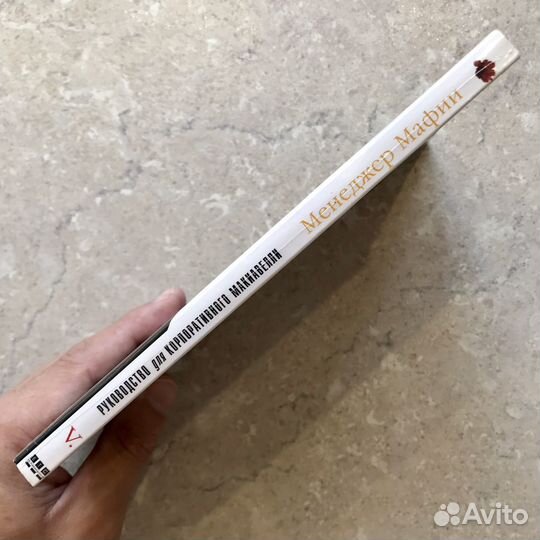 V.
РУКОВОДСТВО для КОРПОРАТИВНОГО МАКИАВЕЛЛИ
Менеджер Мафии
Avito